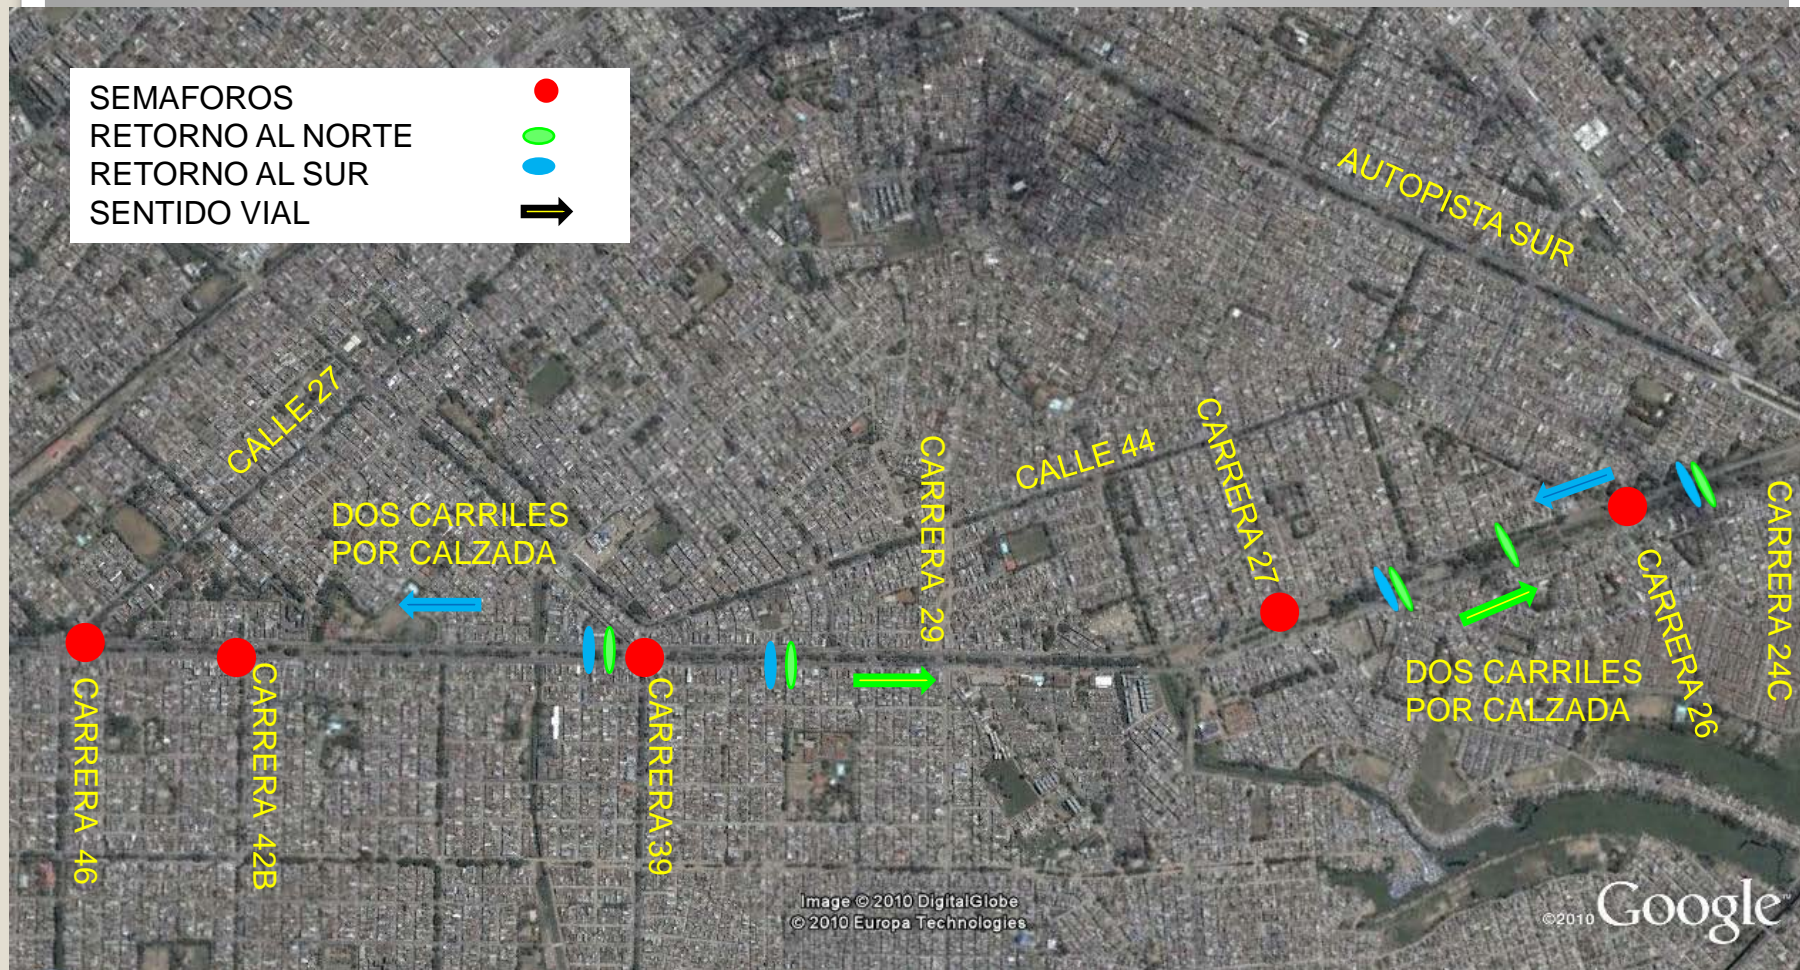 SEMAFOROS
RETORNO AL NORTE
RETORNO AL SUR
SENTIDO VIAL
AUTOPISTA SUR
CALLE 27
CARRERA 27
CALLE 44
CARRERA 29
DOS CARRILES
POR CALZADA
CARRERA 24C
CARRERA 26
DOS CARRILES
POR CALZADA
CARRERA 46
CARRERA 42B
CARRERA 39
Image © 2010 DigitalGlobe
© 2010 Europa Technologies
©2010 Google™